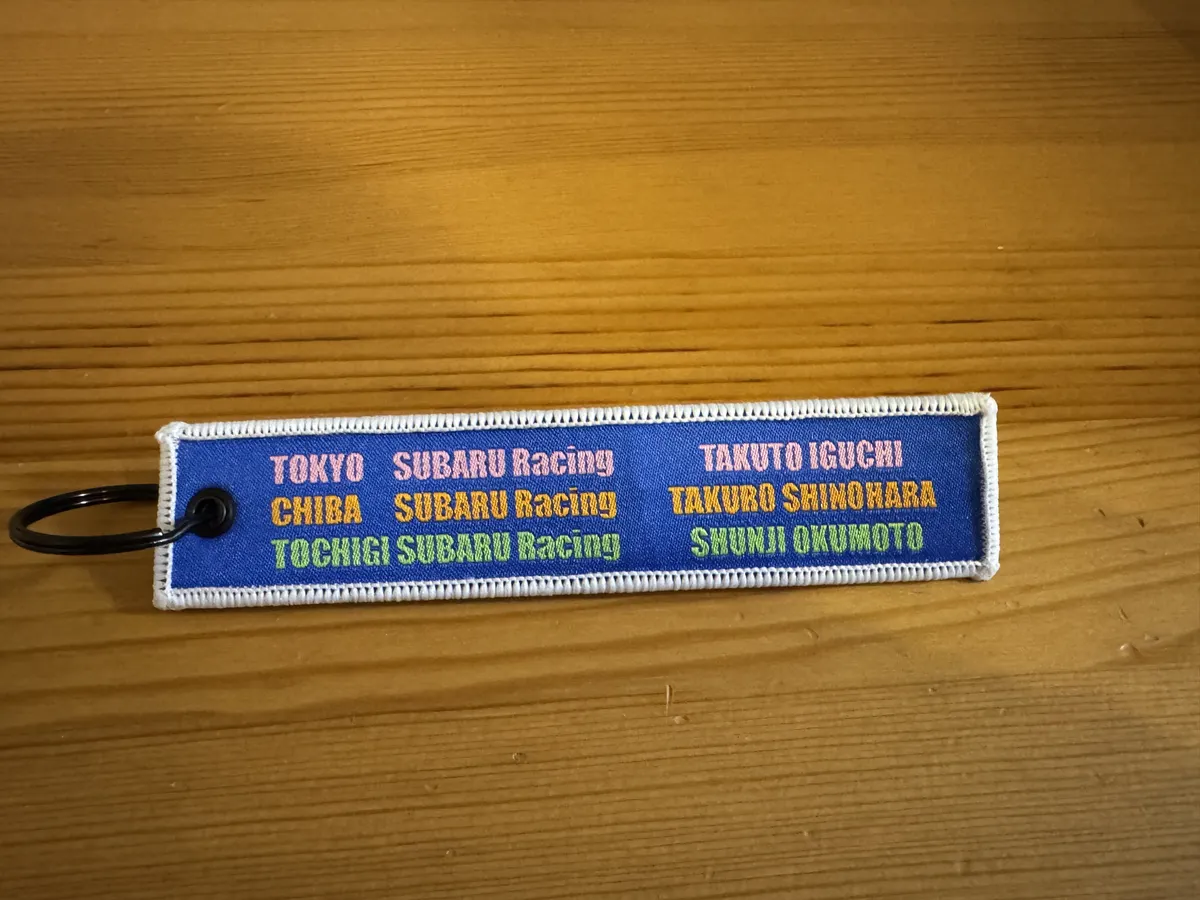 TOKYO SUBARU Racing TAKUTO IGUCHI
CHIBA SUBARU Racing TAKURO SHINOHARA
TOCHIGI SUBARU Racing SHUNJI OKUMOTO